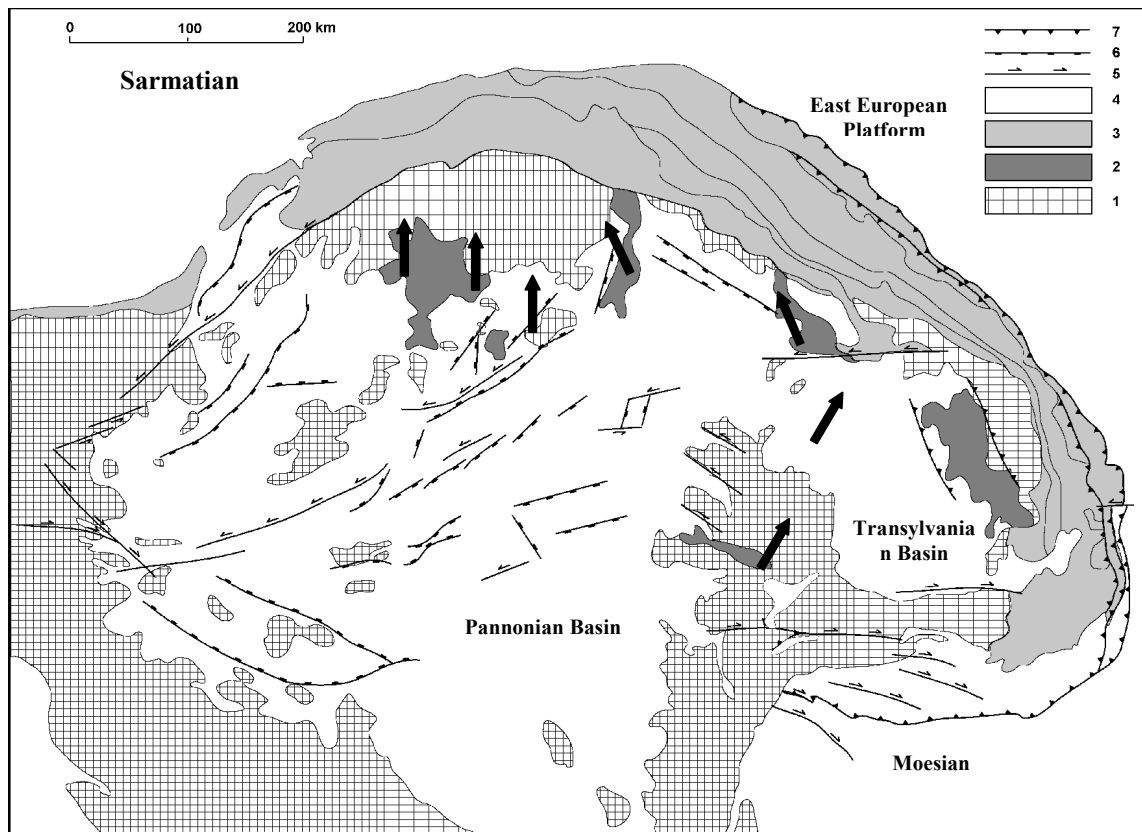 0 100 200 km
Sarmatian
East European
Platform
7
6
5
4
3
2
1
Transylvania
n Basin
Pannonian Basin
Moesian